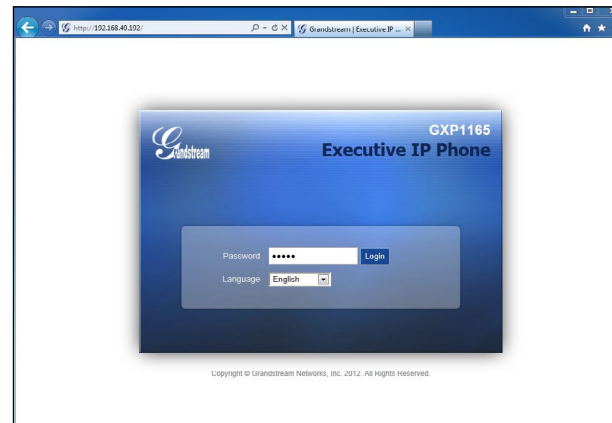 http://192.168.40.192/
Grandstream | Executive IP ...
Grandstream
GXP1165
Executive IP Phone
Password ••••• Login
Language English
Copyright © Grandstream Networks, Inc. 2012. All Rights Reserved.